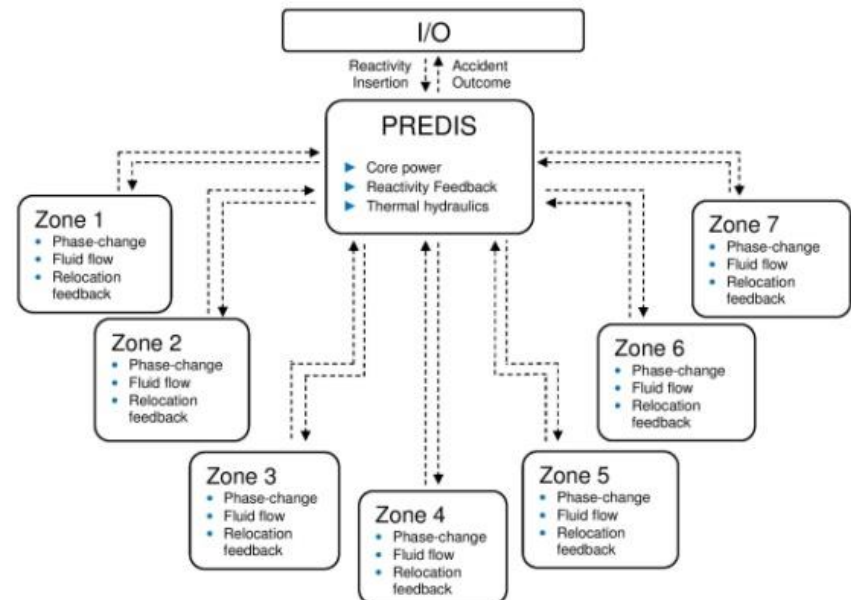 I/O
Reactivity
Insertion
Accident
Outcome
PREDIS
Core power
Reactivity Feedback
Thermal hydraulics
Zone 1
Phase-change
Fluid flow
Relocation
feedback
Zone 2
Phase-change
Fluid flow
Relocation
feedback
Zone 3
Phase-change
Fluid flow
Relocation
feedback
Zone 4
Phase-change
Fluid flow
Relocation
feedback
Zone 5
Phase-change
Fluid flow
Relocation
feedback
Zone 6
Phase-change
Fluid flow
Relocation
feedback
Zone 7
Phase-change
Fluid flow
Relocation
feedback